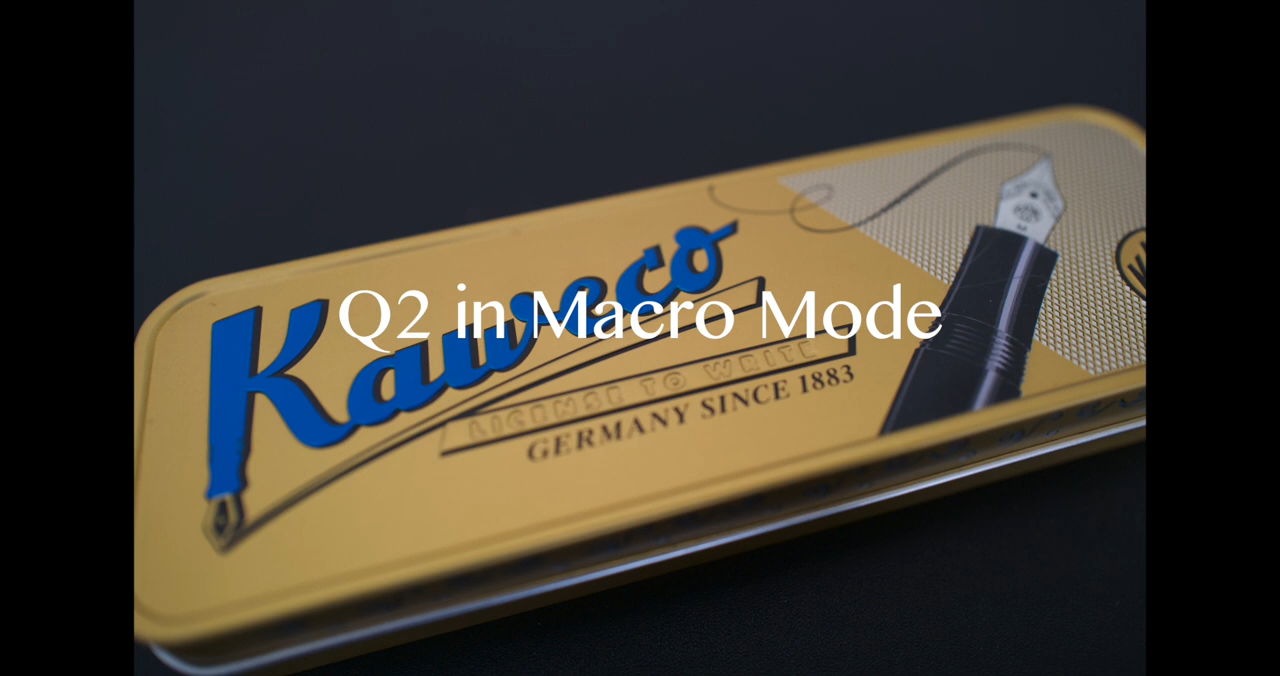 Kaweco
Q2 in Macro Mode
LICENSE TO WRITE
GERMANY SINCE 1883